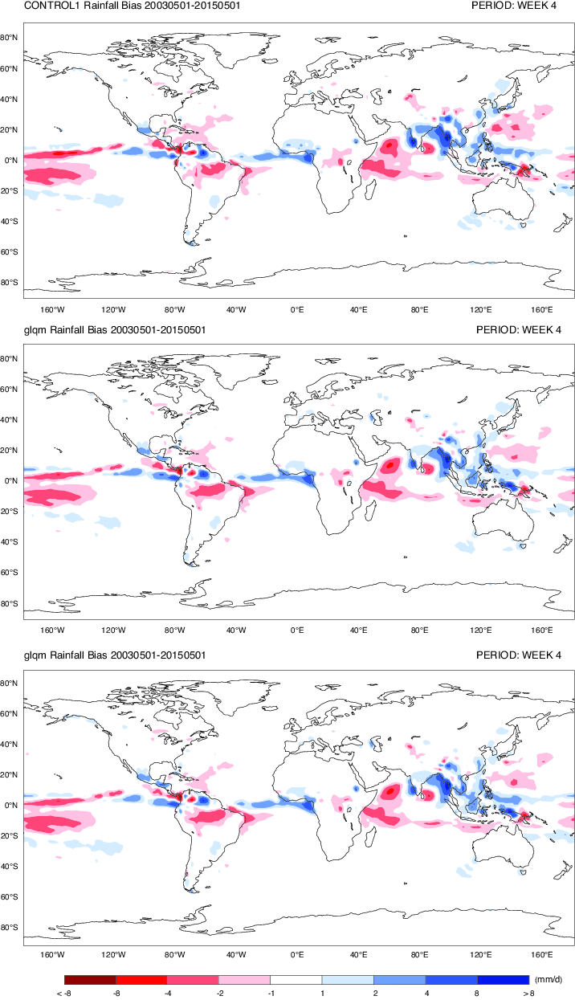 CONTROL1 Rainfall Bias 20030501-20150501 PERIOD: WEEK 4
80°N
60°N
40°N
20°N
0°N
20°S
40°S
60°S
80°S
160°W 120°W 80°W 40°W 0°E 40°E 80°E 120°E 160°E
glqm Rainfall Bias 20030501-20150501 PERIOD: WEEK 4
80°N
60°N
40°N
20°N
0°N
20°S
40°S
60°S
80°S
160°W 120°W 80°W 40°W 0°E 40°E 80°E 120°E 160°E
glqm Rainfall Bias 20030501-20150501 PERIOD: WEEK 4
80°N
60°N
40°N
20°N
0°N
20°S
40°S
60°S
80°S
160°W 120°W 80°W 40°W 0°E 40°E 80°E 120°E 160°E
(mm/d)
< -8 -8 -4 -2 -1 1 2 4 8 >8